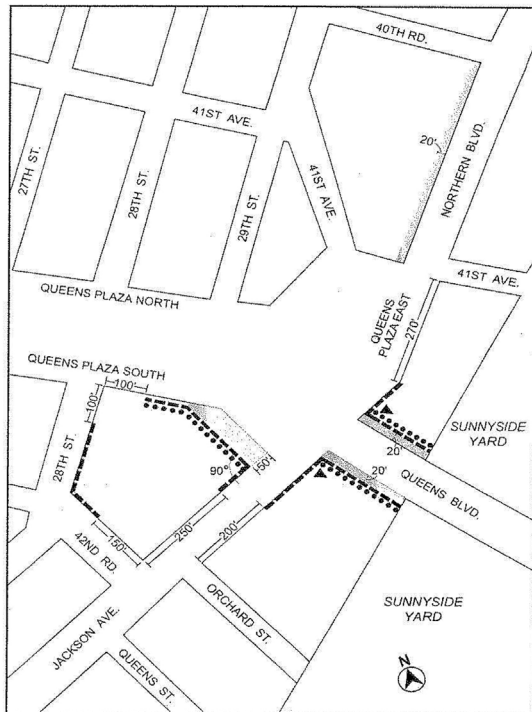 40TH RD.
41ST AVE.
20'
NORTHERN BLVD.
27TH ST.
28TH ST.
29TH ST.
41ST AVE.
41ST AVE.
QUEENS PLAZA NORTH
QUEENS
PLAZA EAST
270'
QUEENS PLAZA SOUTH
100'
100'
28TH ST.
90°
50'
20'
SUNNYSIDE
YARD
20'
QUEENS BLVD.
150'
250'
200'
42ND RD.
ORCHARD ST.
JACKSON AVE.
QUEENS ST.
SUNNYSIDE
YARD
N